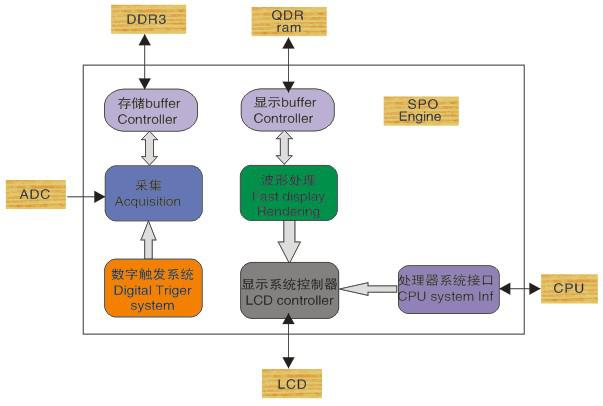 DDR3
QDR
ram
存储buffer
Controller
显示buffer
Controller
SPO
Engine
ADC
采集
Acquisition
波形处理
Fast display
Rendering
数字触发系统
Digital Triger
system
显示系统控制器
LCD controller
处理器系统接口
CPU system Inf
CPU
LCD